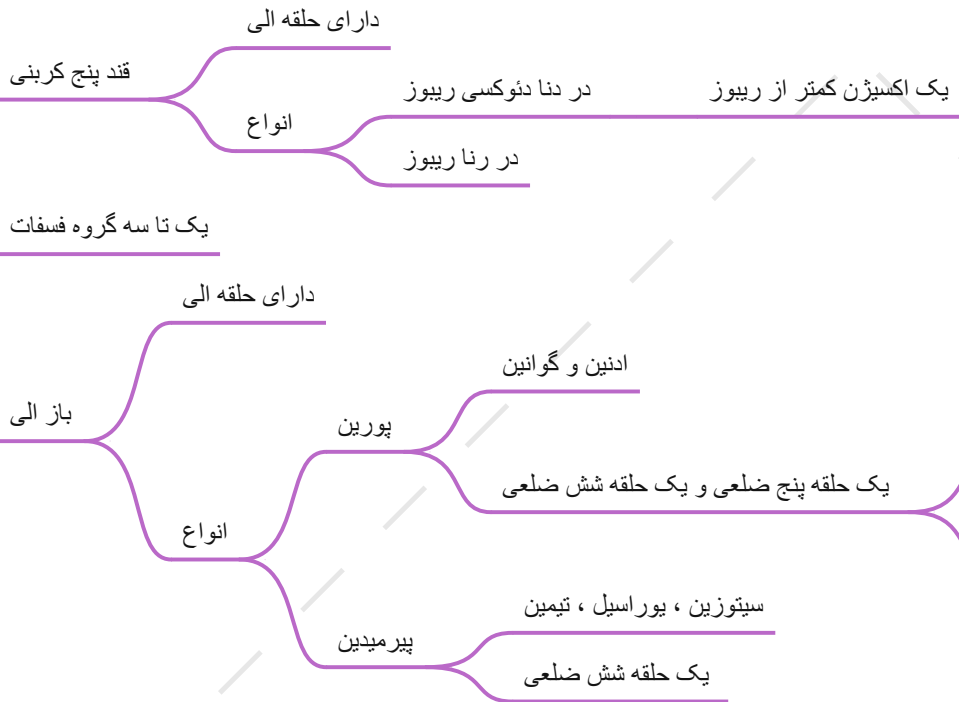 دارای حلقه الی
قند پنج کربنی
انواع
در دنا دئوکسی ریبوز
یک اکسیژن کمتر از ریبوز
در رنا ریبوز
یک تا سه گروه فسفات
دارای حلقه الی
باز الی
انواع
پورین
ادنین و گوانین
یک حلقه پنج ضلعی و یک حلقه شش ضلعی
پیرمیدین
سیتوزین ، یوراسیل ، تیمین
یک حلقه شش ضلعی